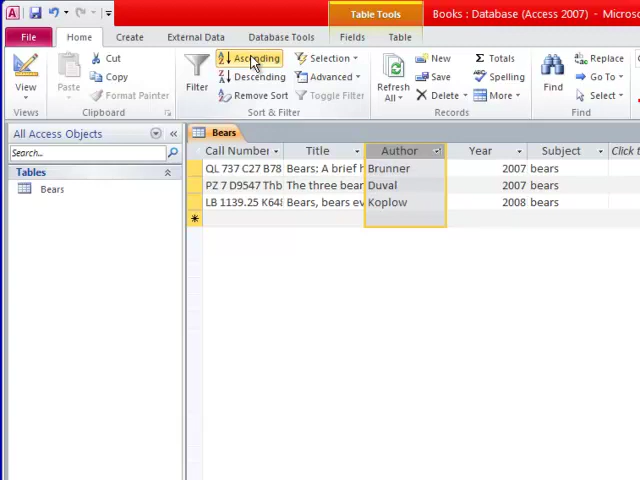 Table Tools
Books : Database (Access 2007) - Micros
File Home Create External Data Database Tools Fields Table
View
Views
Paste
Cut
Copy
Format Painter
Clipboard
Filter
Ascending
Descending
Remove Sort
Selection
Advanced
Toggle Filter
Sort & Filter
Refresh
All
New
Save
Delete
Totals
Spelling
More
Records
Find
Replace
Go To
Select
Find
All Access Objects
Search...
Tables
Bears
Bears
Call Number Title Author Year Subject Click t
QL 737 C27 B78 Bears: A brief h Brunner 2007 bears
PZ 7 D9547 Thb The three bear Duval 2007 bears
LB 1139.25 K648 Bears, bears ev Koplow 2008 bears